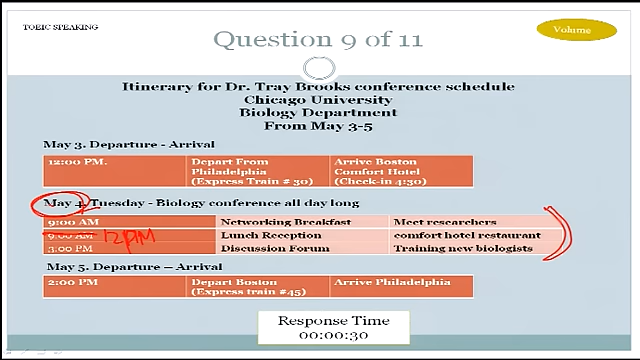 TOEIC SPEAKING
Volume
Question 9 of 11
Itinerary for Dr. Tray Brooks conference schedule
Chicago University
Biology Department
From May 3-5
May 3. Departure - Arrival
12:00 PM. Depart From Arrive Boston
Philadelphia Comfort Hotel
(Express Train # 30) (Check-in 4:30)
May 4, Tuesday - Biology conference all day long
9:00 AM Networking Breakfast Meet researchers
9:00 AM 12PM Lunch Reception comfort hotel restaurant
3:00 PM Discussion Forum Training new biologists
May 5. Departure – Arrival
2:00 PM Depart Boston Arrive Philadelphia
(Express train #45)
Response Time
00:00:30